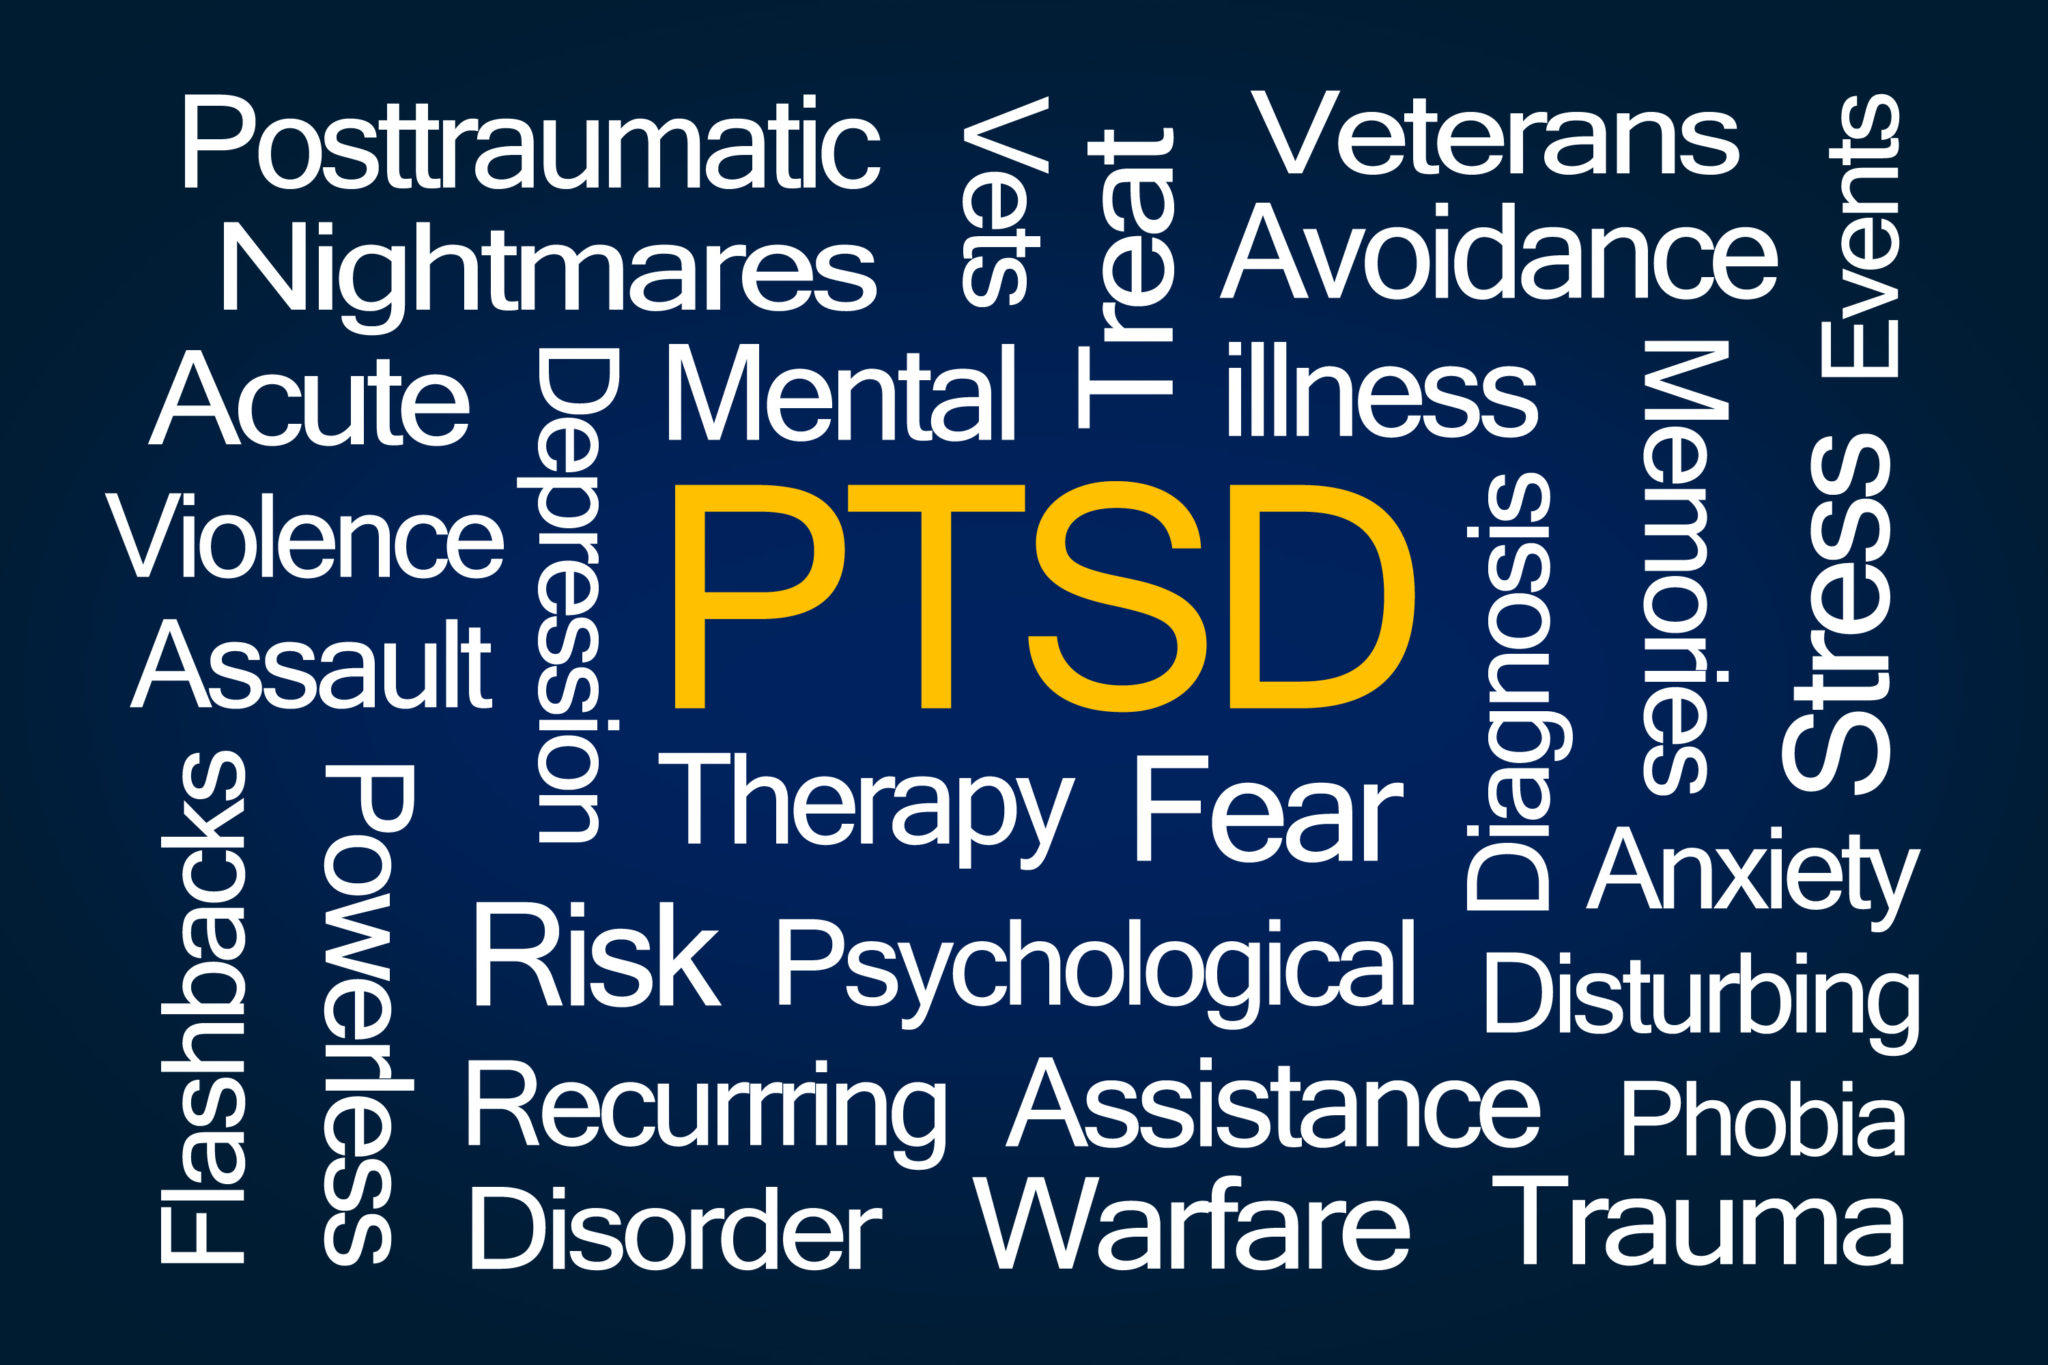 Posttraumatic
Vets
Treat
Veterans
Events
Nightmares
Avoidance
Acute
Depression
Mental
illness
Memories
Stress
Violence
PTSD
Diagnosis
Assault
Flashbacks
Powerless
Therapy
Fear
Anxiety
Risk
Psychological
Disturbing
Recurrring
Assistance
Phobia
Disorder
Warfare
Trauma